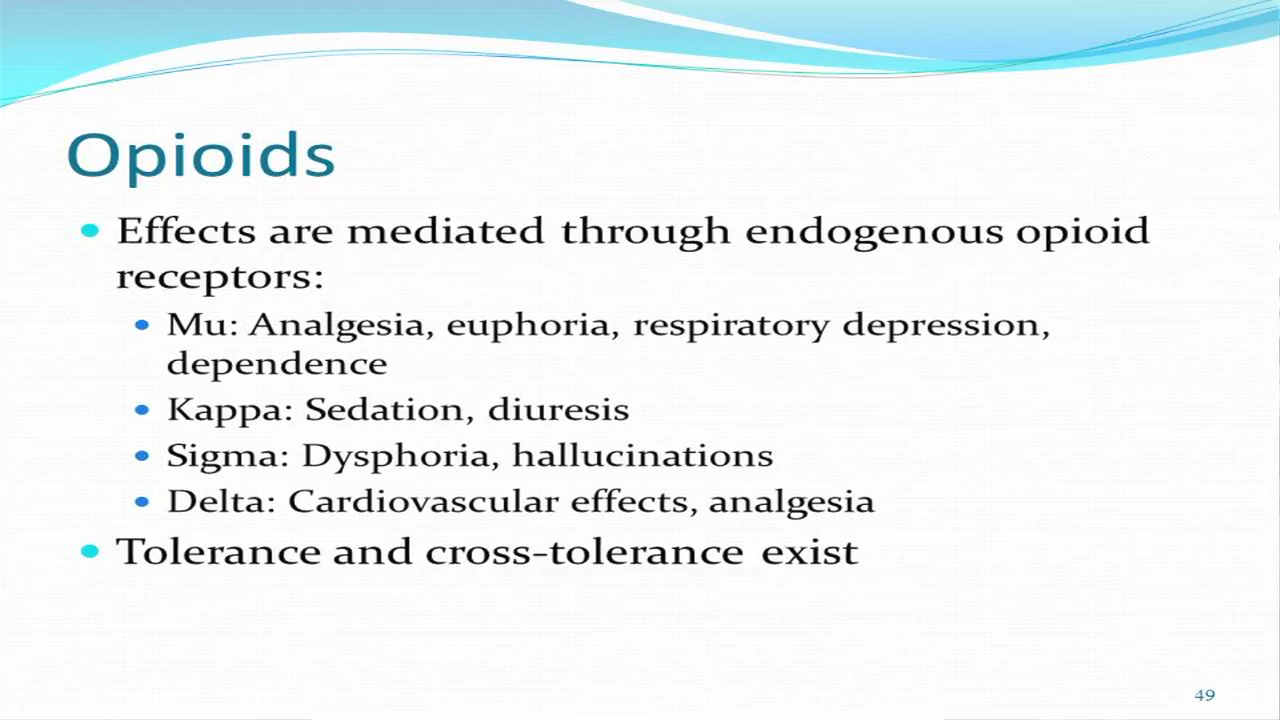 Opioids
Effects are mediated through endogenous opioid
receptors:
Mu: Analgesia, euphoria, respiratory depression,
dependence
Kappa: Sedation, diuresis
Sigma: Dysphoria, hallucinations
Delta: Cardiovascular effects, analgesia
Tolerance and cross-tolerance exist
49